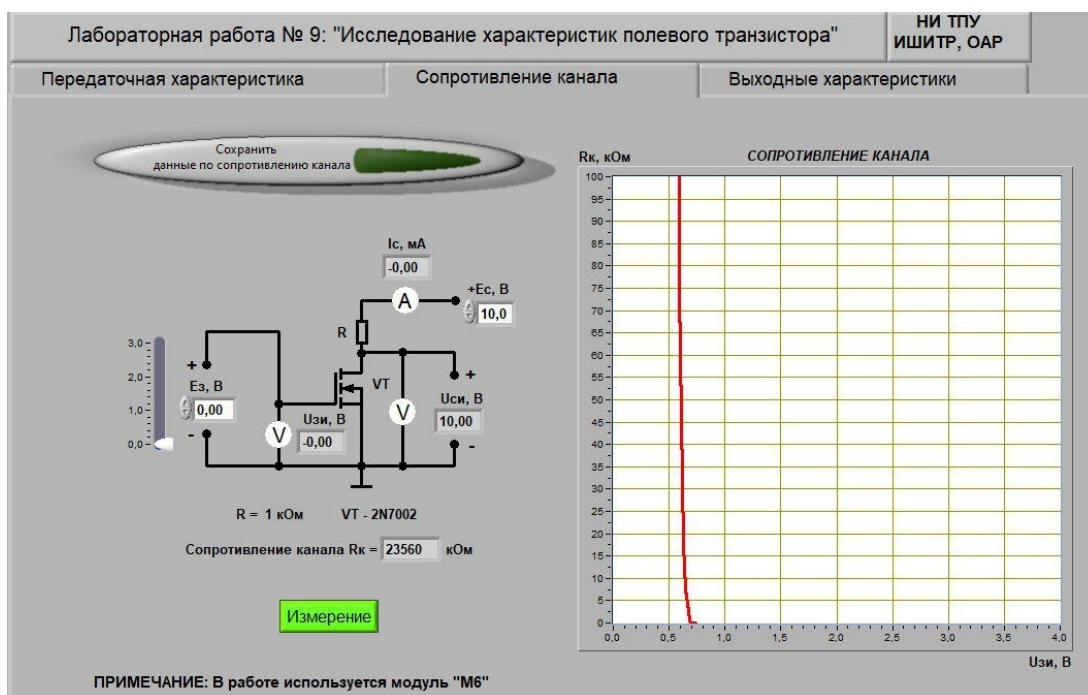 Лабораторная работа № 9: "Исследование характеристик полевого транзистора"
НИ ТПУ
ИШИТР, ОАР
Передаточная характеристика
Сопротивление канала
Выходные характеристики
Сохранить
данные по сопротивлению канала
Iс, мА
-0,00
A
+Eс, В
10,0
R
3,0
2,0
1,0
0,0
+
Eз, В
0,00
-
V
Uзи, В
-0,00
VT
V
+
Uси, В
10,00
-
R = 1 кОм VT - 2N7002
Сопротивление канала Rк = 23560 кОм
Измерение
ПРИМЕЧАНИЕ: В работе используется модуль "М6"
Rк, кОм
СОПРОТИВЛЕНИЕ КАНАЛА
100
95
90
85
80
75
70
65
60
55
50
45
40
35
30
25
20
15
10
5
0
0,0 0,5 1,0 1,5 2,0 2,5 3,0 3,5 4,0
Uзи, В